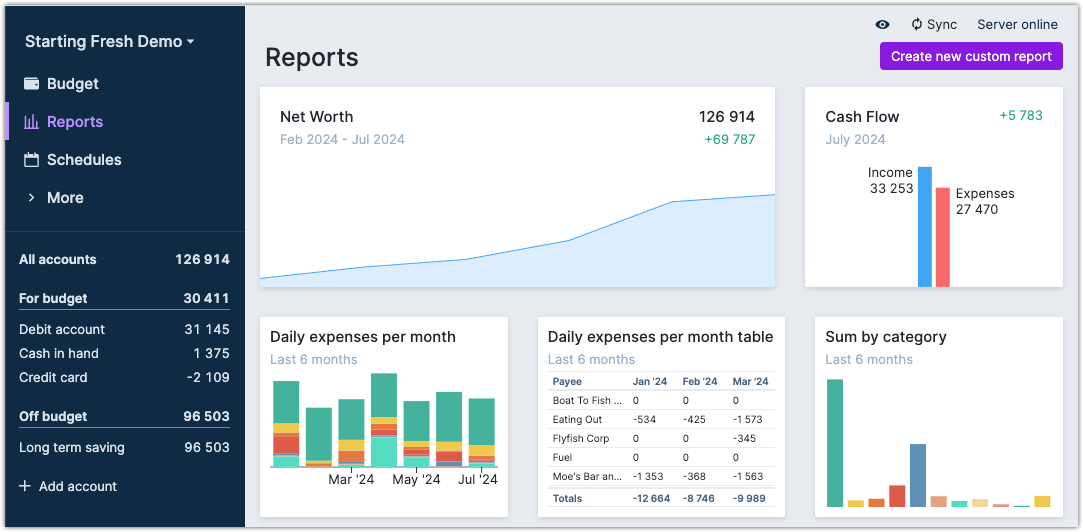 Starting Fresh Demo
Budget
Reports
Schedules
More
All accounts 126 914
For budget 30 411
Debit account 31 145
Cash in hand 1 375
Credit card -2 109
Off budget 96 503
Long term saving 96 503
Add account
Sync Server online
Reports
Create new custom report
Net Worth 126 914
Feb 2024 - Jul 2024 +69 787
Cash Flow +5 783
July 2024
Income
33 253
Expenses
27 470
Daily expenses per month
Last 6 months
Mar '24 May '24 Jul '24
Daily expenses per month table
Last 6 months
Payee Jan '24 Feb '24 Mar '24
Boat To Fish ... 0 0 0
Eating Out -534 -425 -1 573
Flyfish Corp 0 0 -345
Fuel 0 0 0
Moe's Bar an... -1 353 -368 -1 563
Totals -12 664 -8 746 -9 989
Sum by category
Last 6 months